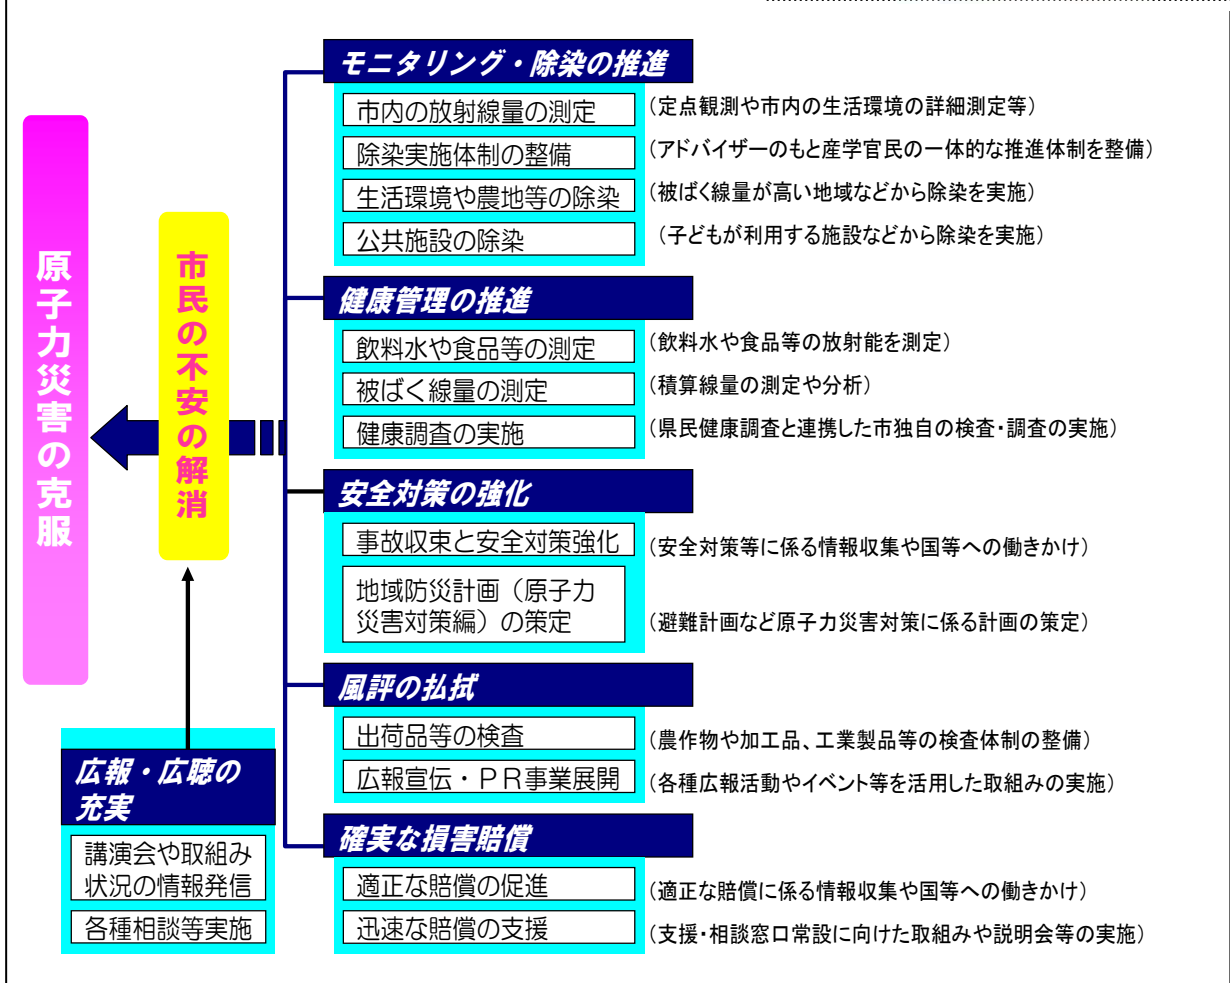 原子力災害の克服
市民の不安の解消
モニタリング・除染の推進
市内の放射線量の測定 (定点観測や市内の生活環境の詳細測定等)
除染実施体制の整備 (アドバイザーのもと産学官民の一体的な推進体制を整備)
生活環境や農地等の除染 (被ばく線量が高い地域などから除染を実施)
公共施設の除染 (子どもが利用する施設などから除染を実施)
健康管理の推進
飲料水や食品等の測定 (飲料水や食品等の放射能を測定)
被ばく線量の測定 (積算線量の測定や分析)
健康調査の実施 (県民健康調査と連携した市独自の検査・調査の実施)
安全対策の強化
事故収束と安全対策強化 (安全対策等に係る情報収集や国等への働きかけ)
地域防災計画（原子力
災害対策編）の策定 (避難計画など原子力災害対策に係る計画の策定)
風評の払拭
出荷品等の検査 (農作物や加工品、工業製品等の検査体制の整備)
広報宣伝・ＰＲ事業展開 (各種広報活動やイベント等を活用した取組みの実施)
確実な損害賠償
適正な賠償の促進 (適正な賠償に係る情報収集や国等への働きかけ)
迅速な賠償の支援 (支援・相談窓口常設に向けた取組みや説明会等の実施)
広報・広聴の
充実
講演会や取組み
状況の情報発信
各種相談等実施